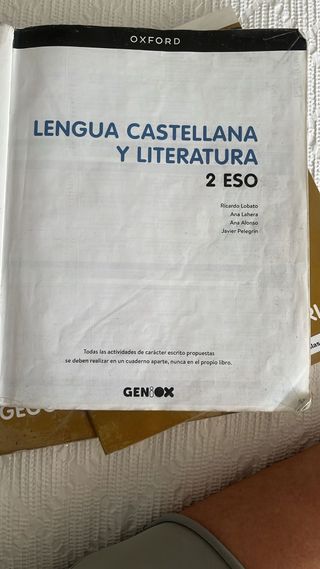 OXFORD
LENGUA CASTELLANA
Y LITERATURA
2 ESO
Ricardo Lobato
Ana Lahera
Ana Alonso
Javier Pelegrín
Todas las actividades de carácter escrito propuestas
se deben realizar en un cuaderno aparte, nunca en el propio libro.
GENiOX